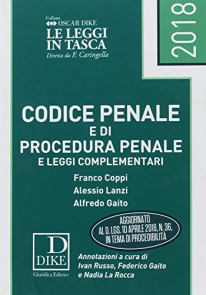 Collana
OSCAR DIKE
LE LEGGI
IN TASCA
Diretta da F. Caringella
2018
CODICE PENALE
E DI
PROCEDURA PENALE
E LEGGI COMPLEMENTARI
Franco Coppi
Alessio Lanzi
Alfredo Gaito
AGGIORNATO
AL D. LGS. 10 APRILE 2018, N. 36,
IN TEMA DI PROCEDIBILITÀ
D
DIKE
Giuridica Editrice
Annotazioni a cura di
Ivan Russo, Federico Gaito
e Nadia La Rocca